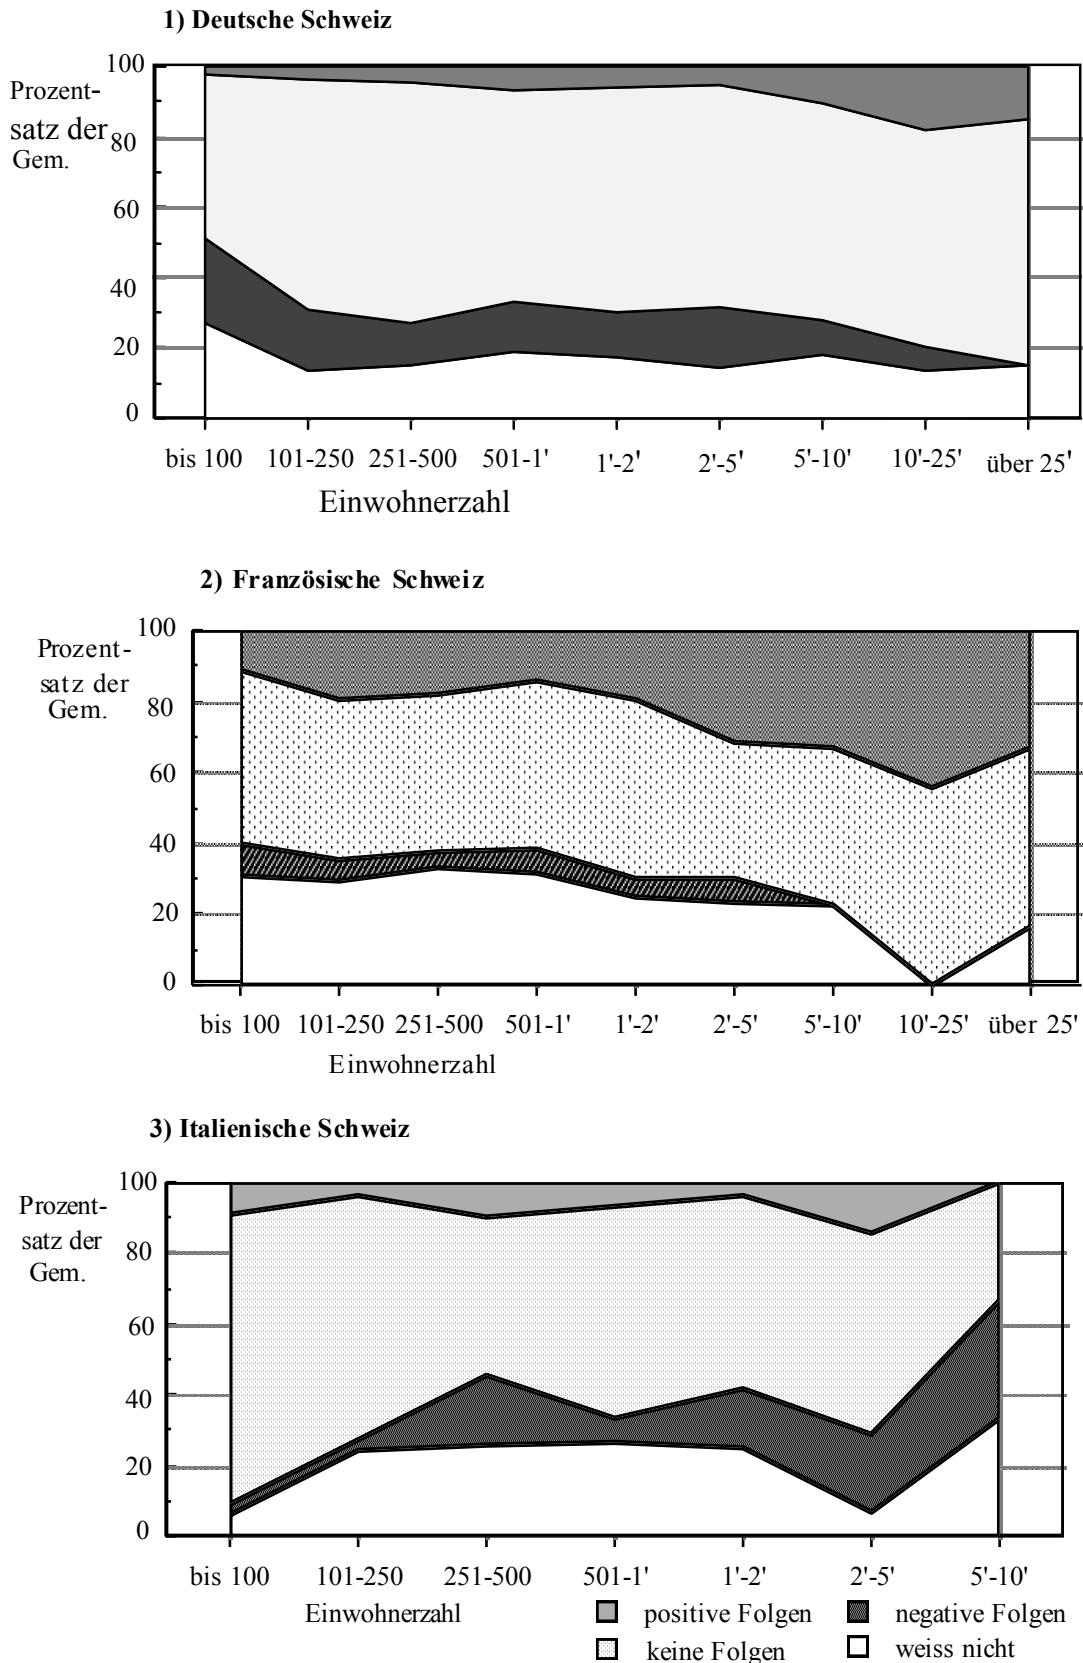 1) Deutsche Schweiz
100
Prozent-
satz der
Gem.
80
60
40
20
0
bis 100 101-250 251-500 501-1' 1'-2' 2'-5' 5'-10' 10'-25' über 25'
Einwohnerzahl
2) Französische Schweiz
100
Prozent-
satz der
Gem.
80
60
40
20
0
bis 100 101-250 251-500 501-1' 1'-2' 2'-5' 5'-10' 10'-25' über 25'
Einwohnerzahl
3) Italienische Schweiz
100
Prozent-
satz der
Gem.
80
60
40
20
0
bis 100 101-250 251-500 501-1' 1'-2' 2'-5' 5'-10'
Einwohnerzahl
positive Folgen negative Folgen
keine Folgen weiss nicht